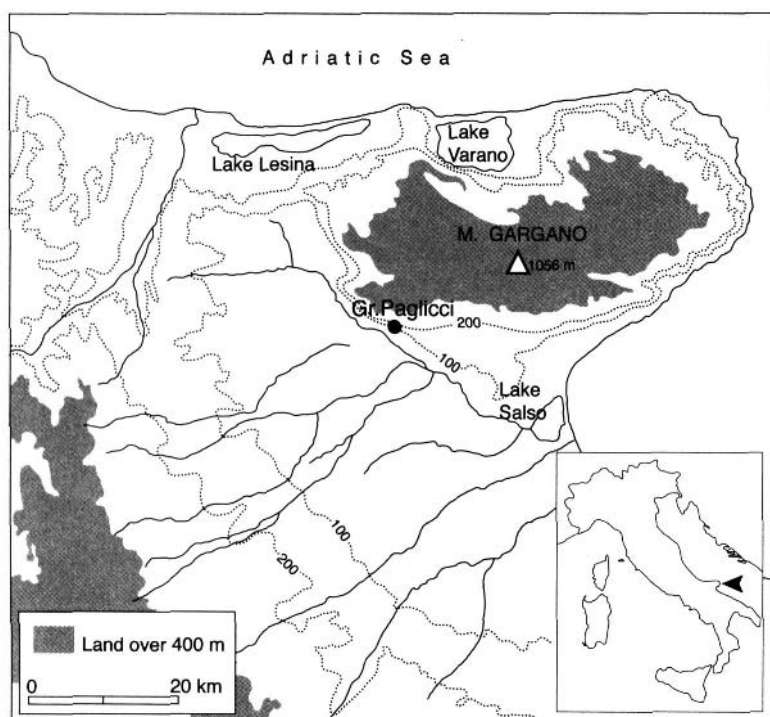 Adriatic Sea
Lake Lesina
Lake
Varano
M. GARGANO
1056 m
Gr.Paglicci
200
100
Lake
Salso
100
200
Land over 400 m
0 20 km